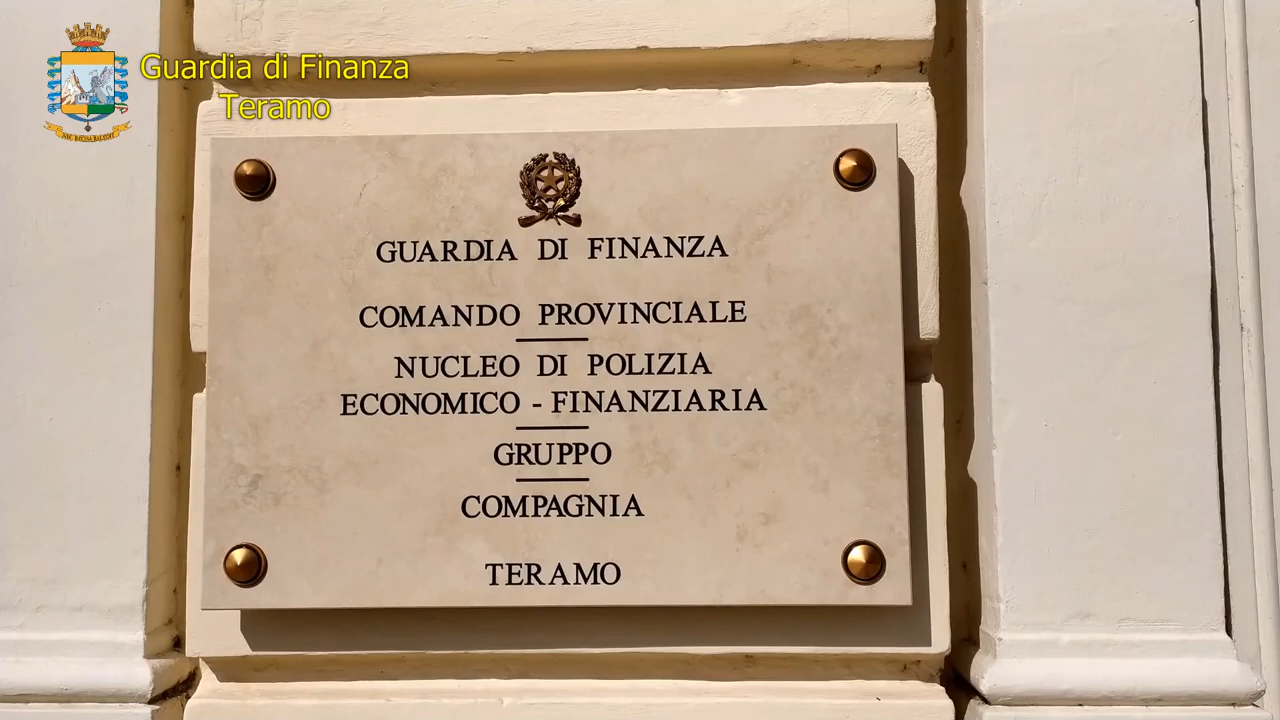 Guardia di Finanza
Teramo
GUARDIA DI FINANZA
COMANDO PROVINCIALE
NUCLEO DI POLIZIA
ECONOMICO - FINANZIARIA
GRUPPO
COMPAGNIA
TERAMO